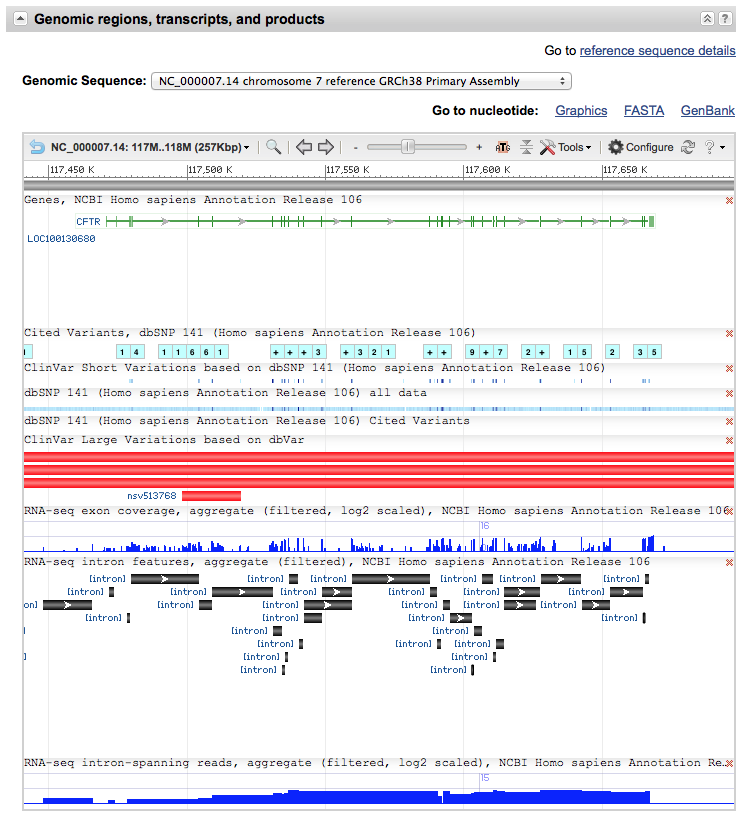 Genomic regions, transcripts, and products
?
Go to reference sequence details
Genomic Sequence: NC_000007.14 chromosome 7 reference GRCh38 Primary Assembly
Go to nucleotide: Graphics FASTA GenBank
NC_000007.14: 117M..118M (257Kbp) - + ATG Tools Configure ?
117,450 K 117,500 K 117,550 K 117,600 K 117,650 K
Genes, NCBI Homo sapiens Annotation Release 106
CFTR
LOC100130680
Cited Variants, dbSNP 141 (Homo sapiens Annotation Release 106)
1 4 1 1 6 6 1 + + + 3 + 3 2 1 + + 9 + 7 2 + 1 5 2 3 5
ClinVar Short Variations based on dbSNP 141 (Homo sapiens Annotation Release 106)
dbSNP 141 (Homo sapiens Annotation Release 106) all data
dbSNP 141 (Homo sapiens Annotation Release 106) Cited Variants
ClinVar Large Variations based on dbVar
nsv513768
RNA-seq exon coverage, aggregate (filtered, log2 scaled), NCBI Homo sapiens Annotation Release 106
16
RNA-seq intron features, aggregate (filtered), NCBI Homo sapiens Annotation Release 106
[intron] [intron] [intron] [intron] [intron] [intron]
[intron] [intron] [intron] [intron] [intron] [intron]
on] [intron] [intron] [intron] [intron] [intron]
[intron] [intron] [intron] [intron]
[intron] [intron]
[intron] [intron] [intron]
[intron] [intron]
[intron] [intron]
RNA-seq intron-spanning reads, aggregate (filtered, log2 scaled), NCBI Homo sapiens Annotation Re…
15